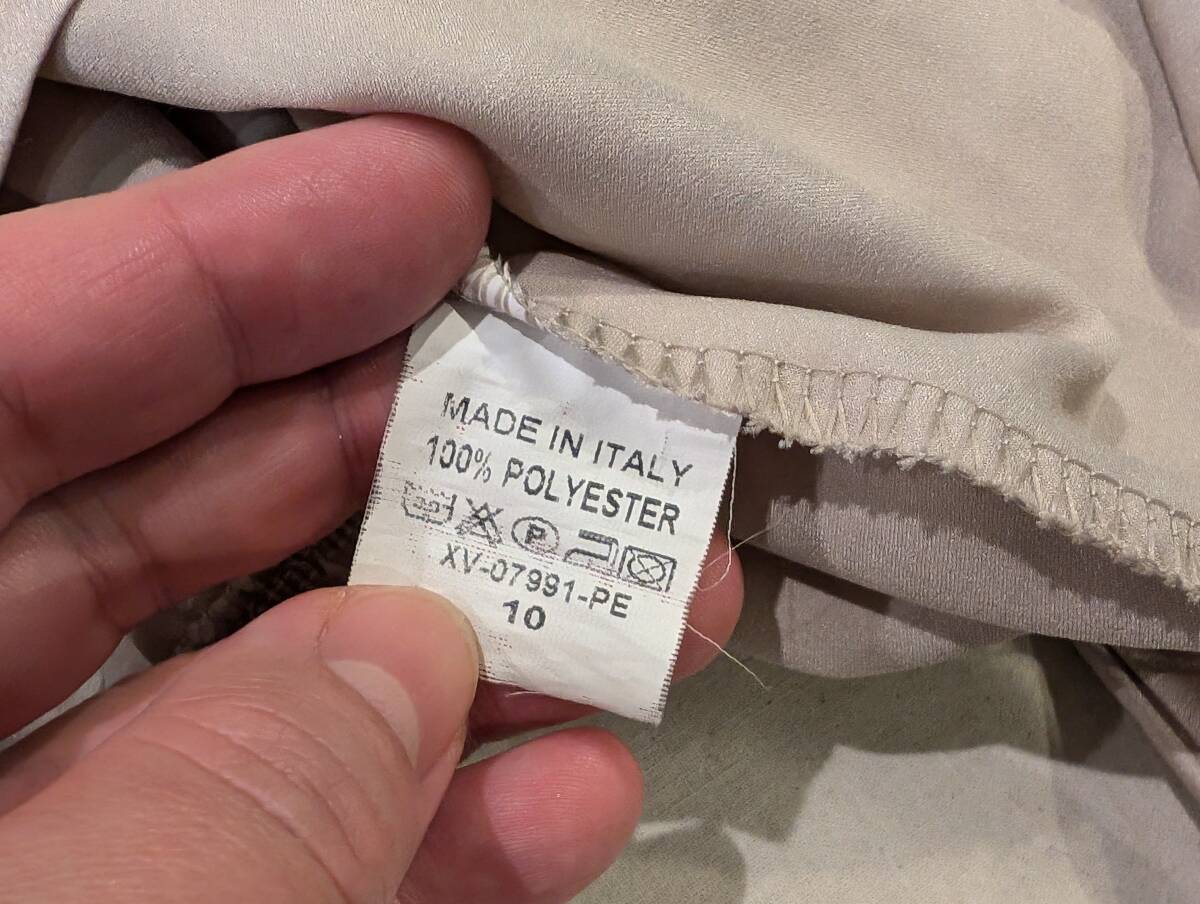 MADE IN ITALY
100% POLYESTER
P
XV-07991-PE
10